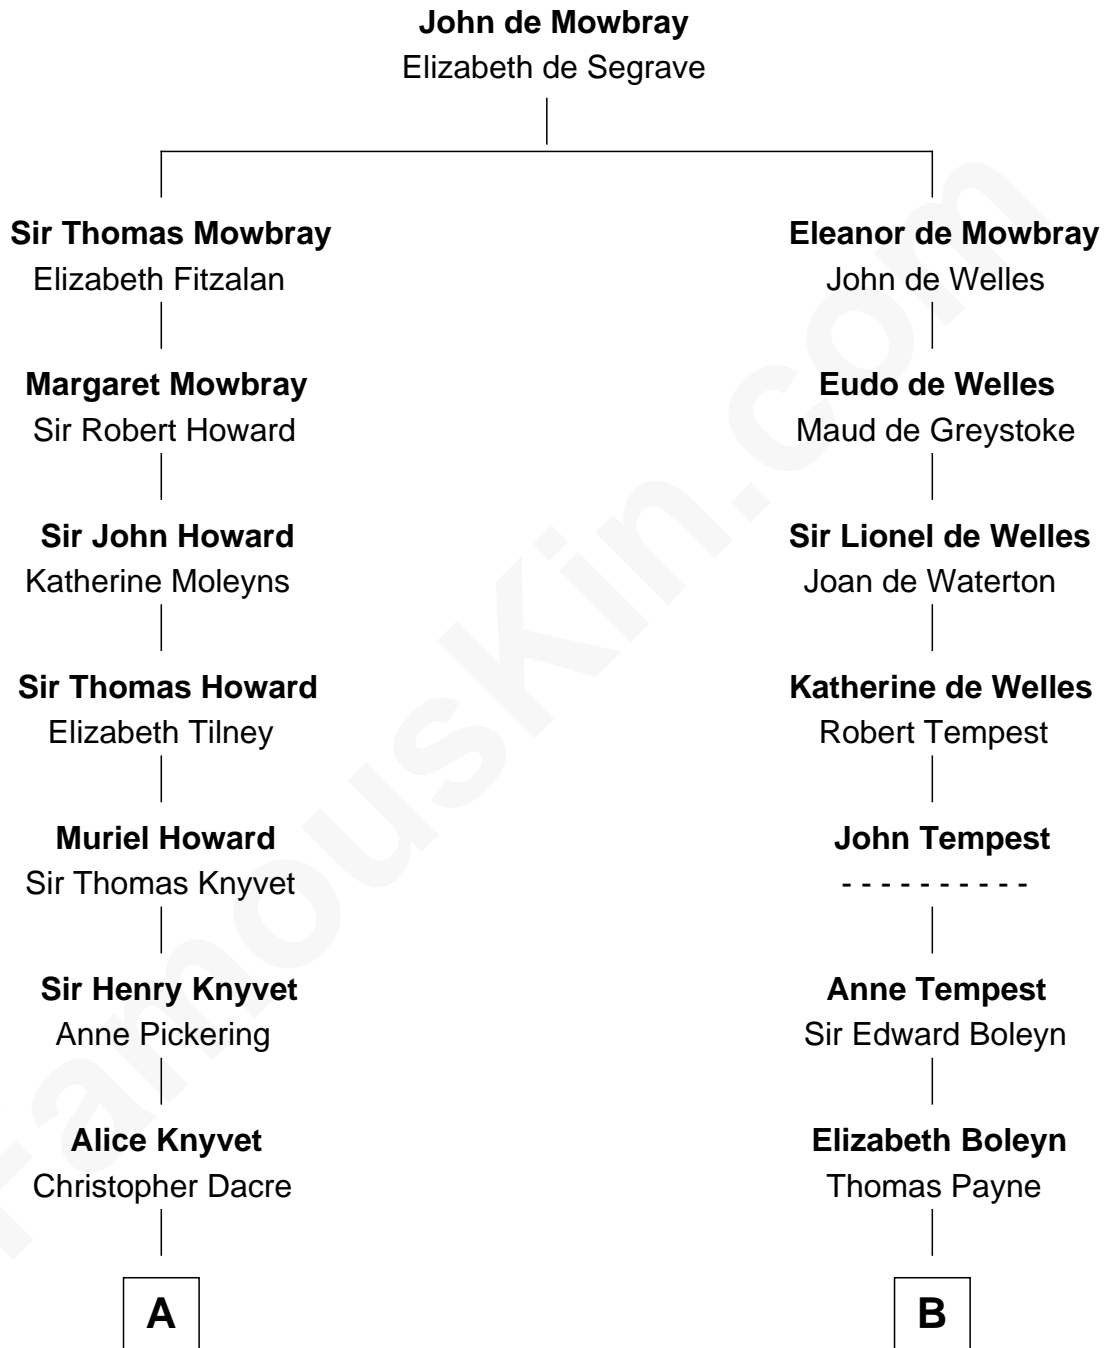 John de Mowbray
Elizabeth de Segrave
Sir Thomas Mowbray
Elizabeth Fitzalan
Margaret Mowbray
Sir Robert Howard
Sir John Howard
Katherine Moleyns
Sir Thomas Howard
Elizabeth Tilney
Muriel Howard
Sir Thomas Knyvet
Sir Henry Knyvet
Anne Pickering
Alice Knyvet
Christopher Dacre
A
Eleanor de Mowbray
John de Welles
Eudo de Welles
Maud de Greystoke
Sir Lionel de Welles
Joan de Waterton
Katherine de Welles
Robert Tempest
John Tempest
- - - - - - - - - -
Anne Tempest
Sir Edward Boleyn
Elizabeth Boleyn
Thomas Payne
B
FamousKin.com